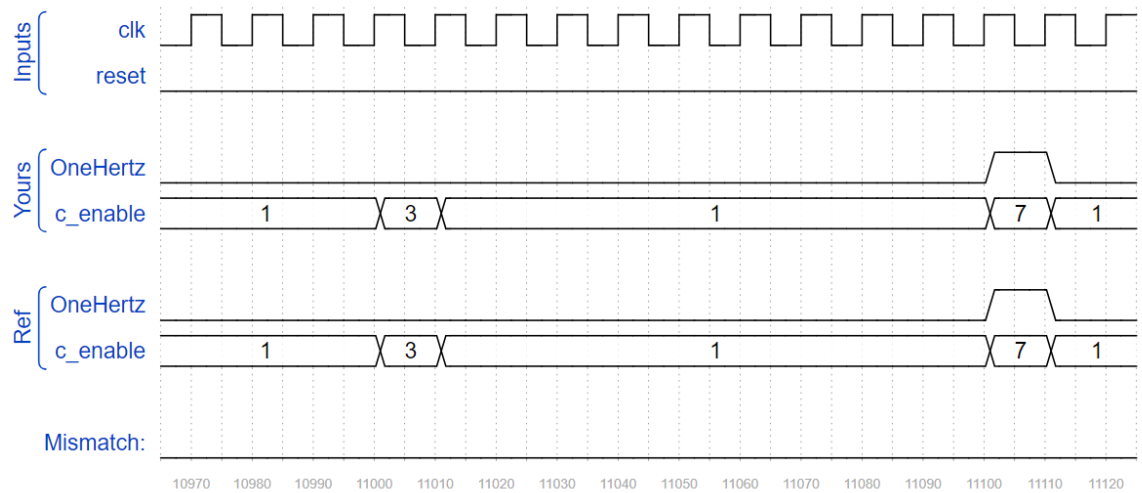 Inputs
clk
reset
Yours
OneHertz
c_enable
1 3 1 7 1
Ref
OneHertz
c_enable
1 3 1 7 1
Mismatch:
10970 10980 10990 11000 11010 11020 11030 11040 11050 11060 11070 11080 11090 11100 11110 11120